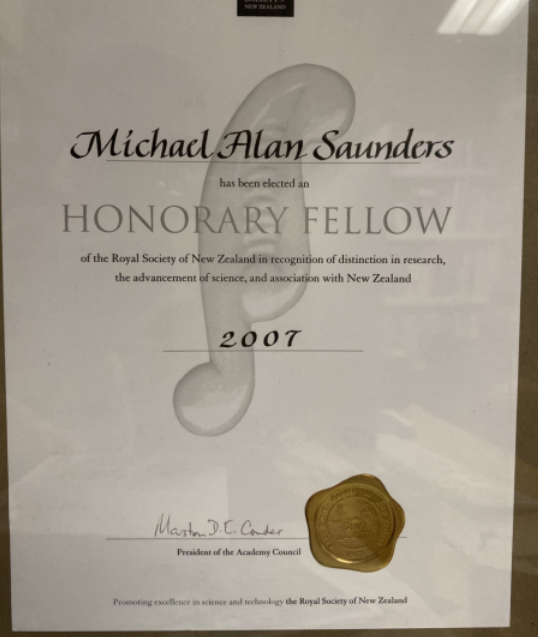 NEW ZEALAND
Michael Alan Saunders
has been elected an
HONORARY FELLOW
of the Royal Society of New Zealand in recognition of distinction in research,
the advancement of science, and association with New Zealand
2007
Marston D.E. Conder
President of the Academy Council
Promoting excellence in science and technology the Royal Society of New Zealand